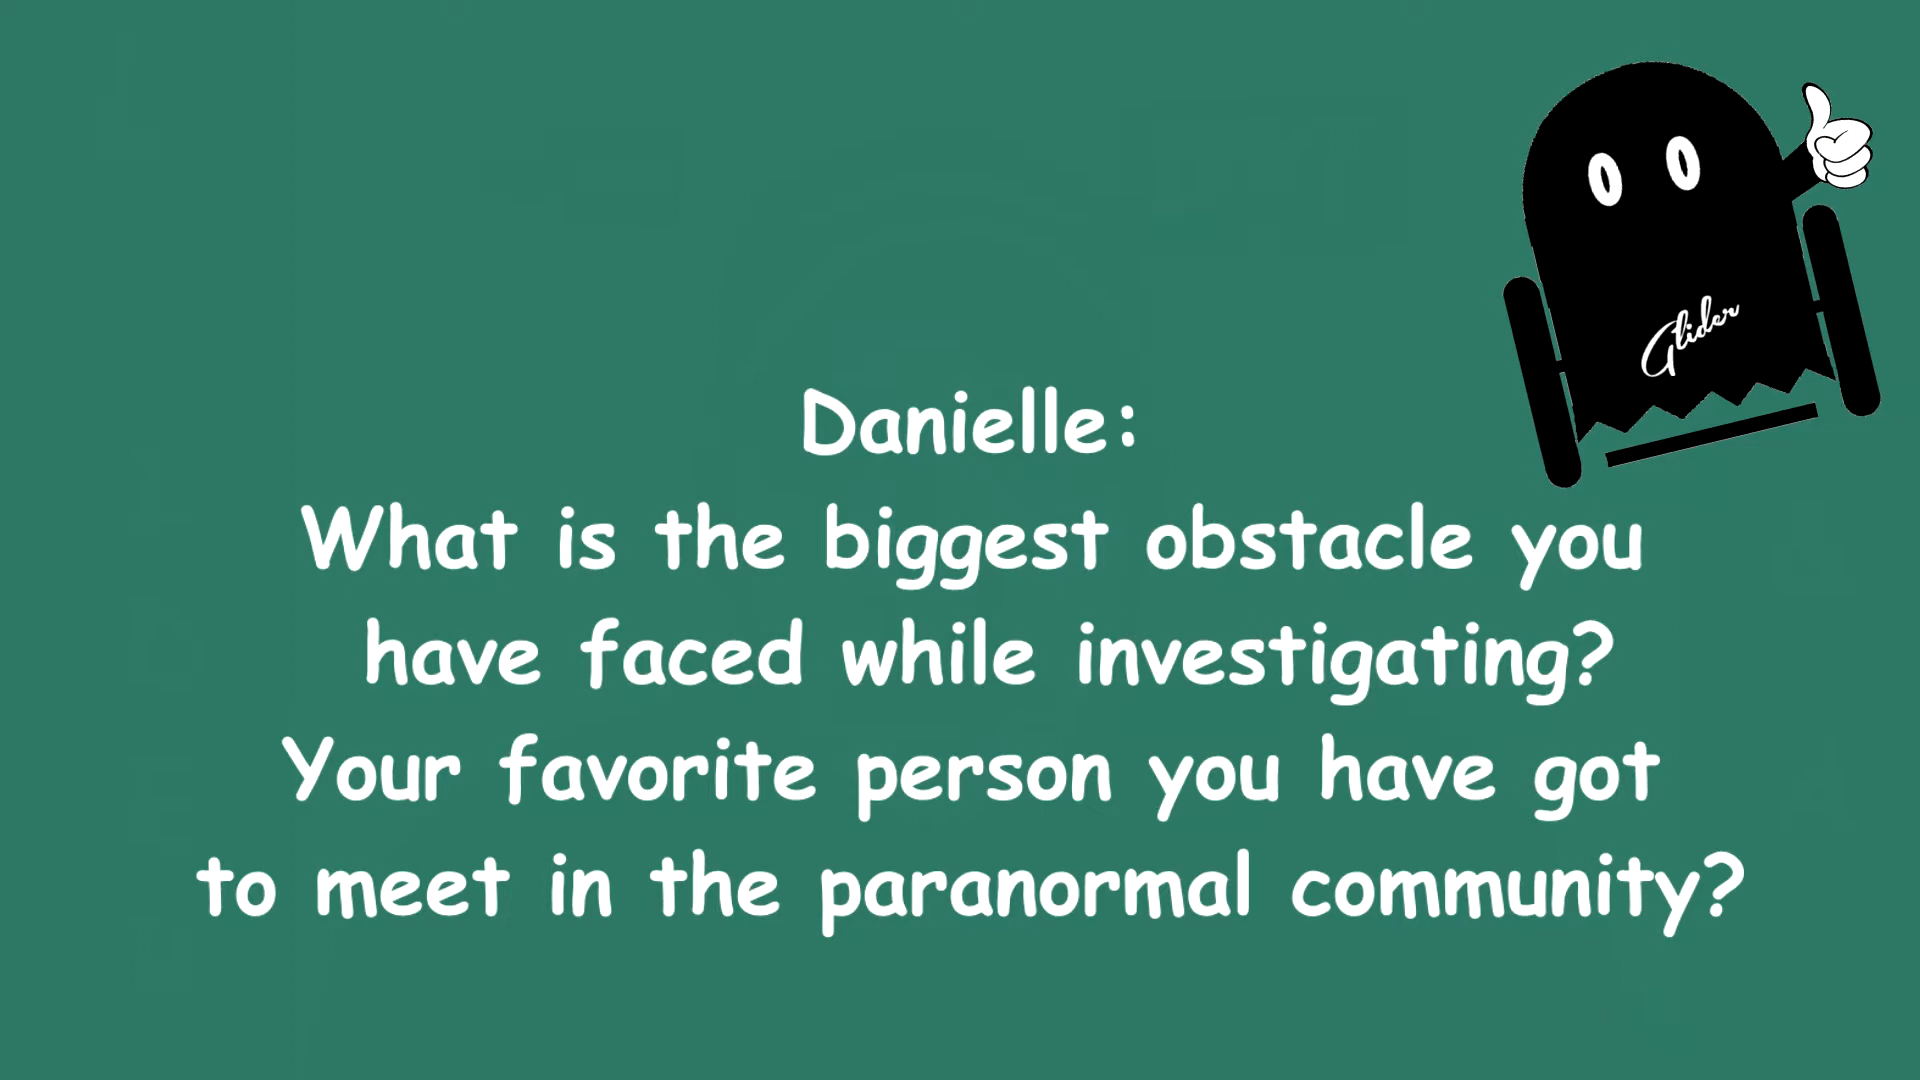 Glider
Danielle:
What is the biggest obstacle you
have faced while investigating?
Your favorite person you have got
to meet in the paranormal community?